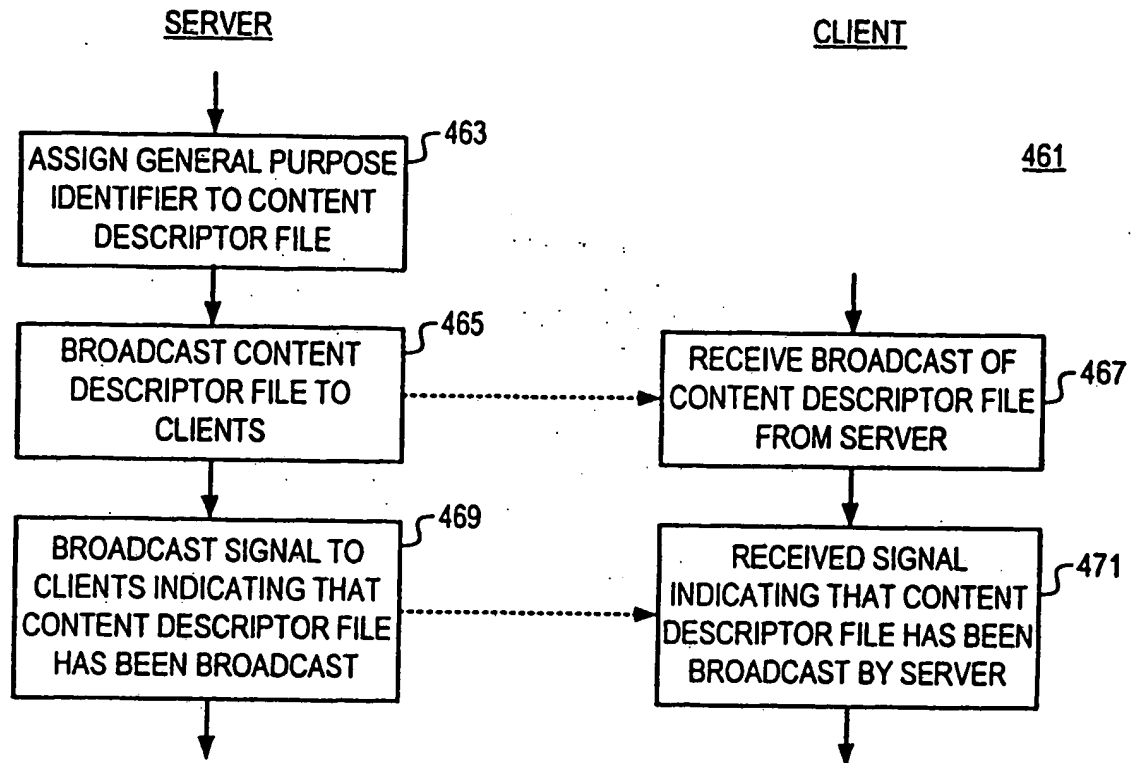 SERVER
CLIENT
461
463
ASSIGN GENERAL PURPOSE
IDENTIFIER TO CONTENT
DESCRIPTOR FILE
465
BROADCAST CONTENT
DESCRIPTOR FILE TO
CLIENTS
RECEIVE BROADCAST OF
CONTENT DESCRIPTOR FILE
FROM SERVER
467
469
BROADCAST SIGNAL TO
CLIENTS INDICATING THAT
CONTENT DESCRIPTOR FILE
HAS BEEN BROADCAST
RECEIVED SIGNAL
INDICATING THAT CONTENT
DESCRIPTOR FILE HAS BEEN
BROADCAST BY SERVER
471